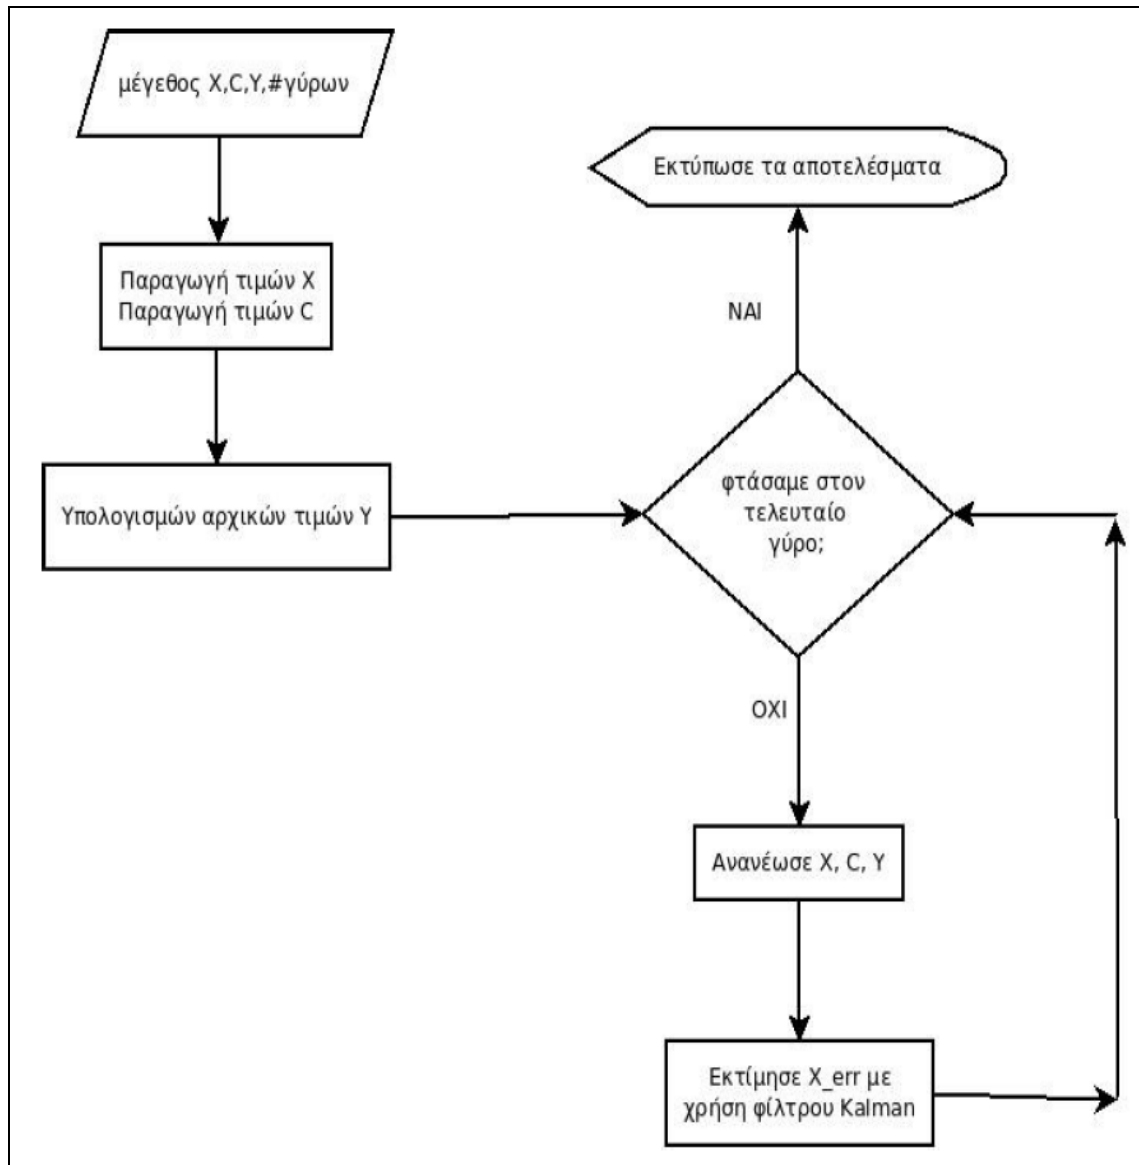 μέγεθος X,C,Y,#γύρων
Παραγωγή τιμών X
Παραγωγή τιμών C
Υπολογισμών αρχικών τιμών Y
Εκτύπωσε τα αποτελέσματα
ΝΑΙ
φτάσαμε στον
τελευταίο
γύρο;
ΟΧΙ
Ανανέωσε X, C, Y
Εκτίμησε X_err με
χρήση φίλτρου Kalman